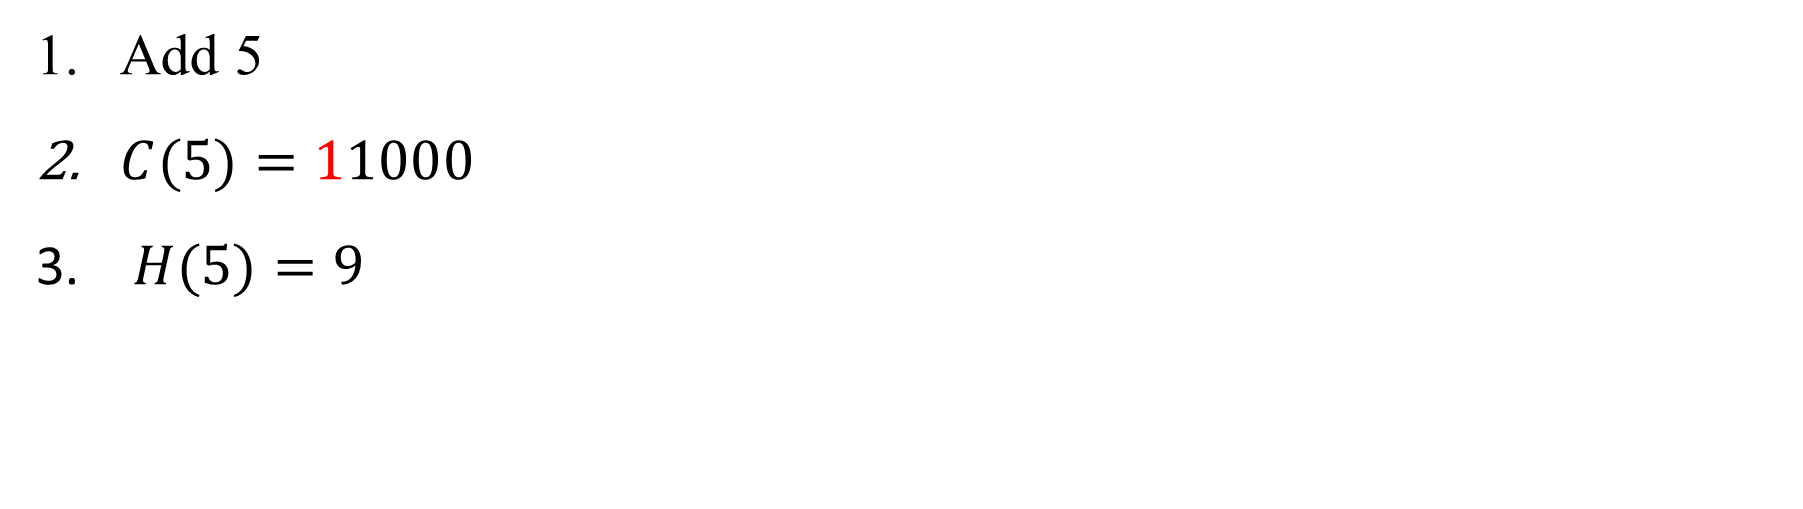 1. Add 5
2. C(5) = 11000
3. H(5) = 9